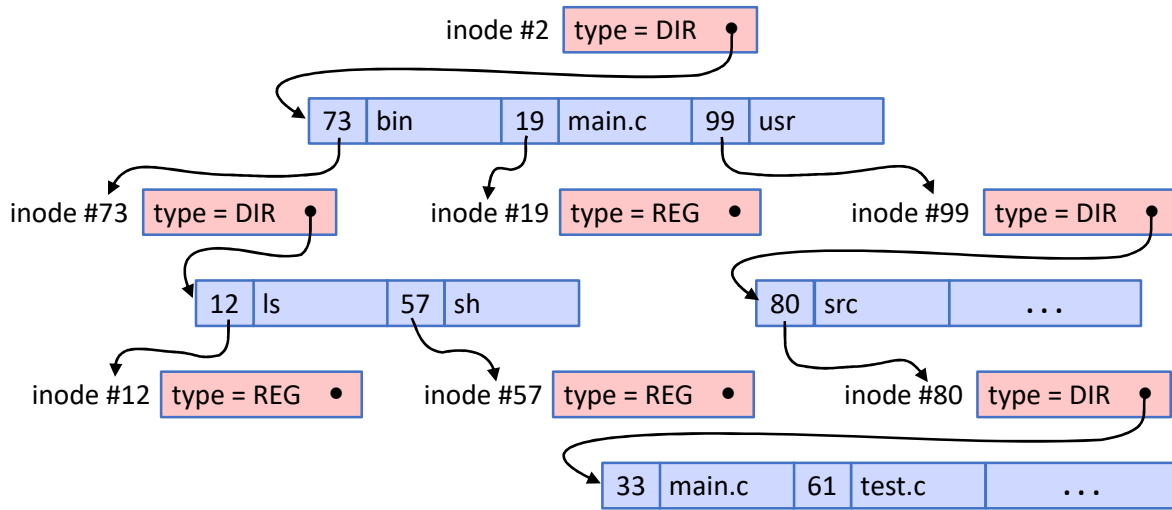 inode #2 type = DIR
73 bin 19 main.c 99 usr
inode #73 type = DIR inode #19 type = REG inode #99 type = DIR
12 ls 57 sh 80 src ...
inode #12 type = REG inode #57 type = REG inode #80 type = DIR
33 main.c 61 test.c ...